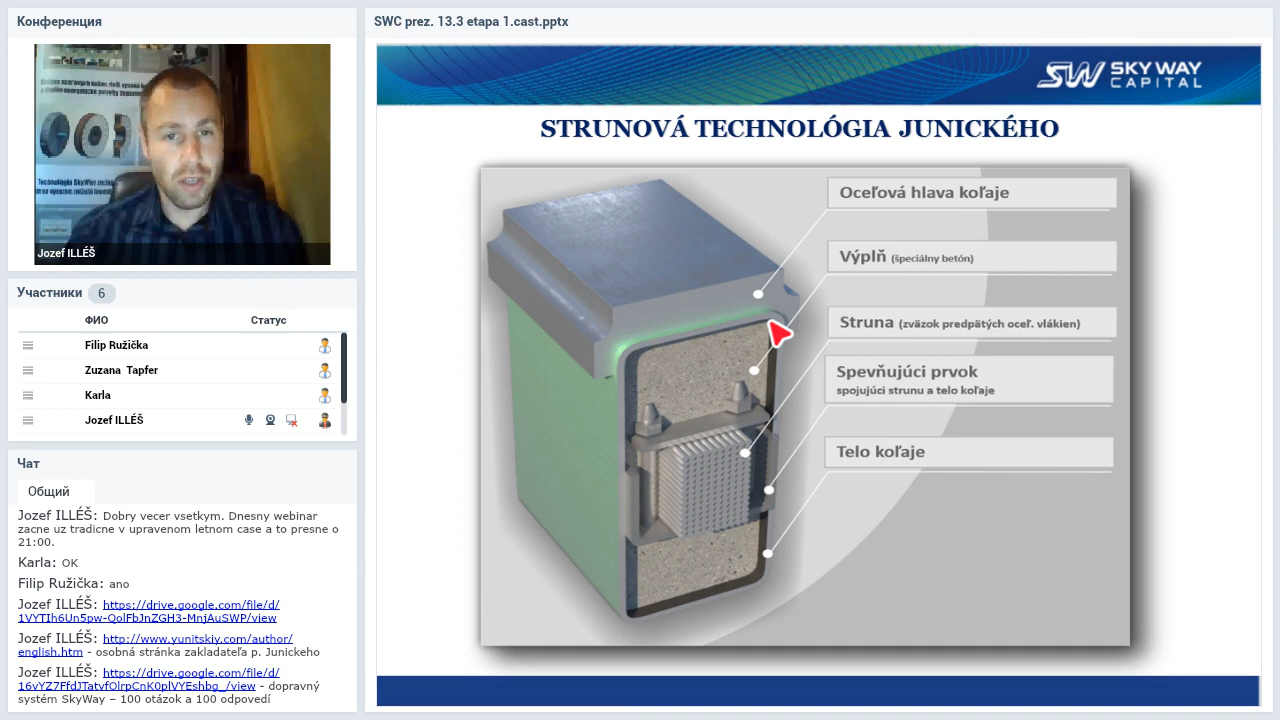 Конференция
Jozef ILLÉŠ
Участники 6
ФИО Статус
Filip Ružička
Zuzana Tapfer
Karla
Jozef ILLÉŠ
Чат
Общий
Jozef ILLÉŠ: Dobry vecer vsetkym. Dnesny webinar
zacne uz tradicne v upravenom letnom case a to presne o
21:00.
Karla: OK
Filip Ružička: ano
Jozef ILLÉŠ: https://drive.google.com/file/d/
1VYTIh6Un5pw-QolFbJnZGH3-MnjAuSWP/view
Jozef ILLÉŠ: http://www.yunitskiy.com/author/
english.htm - osobná stránka zakladateľa p. Junickeho
Jozef ILLÉŠ: https://drive.google.com/file/d/
16vYZ7FfdJTatvfOlrpCnK0plVYEshbg_/view - dopravný
systém SkyWay – 100 otázok a 100 odpovedí
SWC prez. 13.3 etapa 1.cast.pptx
SW SKY WAY
CAPITAL
STRUNOVÁ TECHNOLÓGIA JUNICKÉHO
Oceľová hlava koľaje
Výplň (špeciálny betón)
Struna (zväzok predpätých oceľ. vlákien)
Spevňujúci prvok
spojujúci strunu a telo koľaje
Telo koľaje